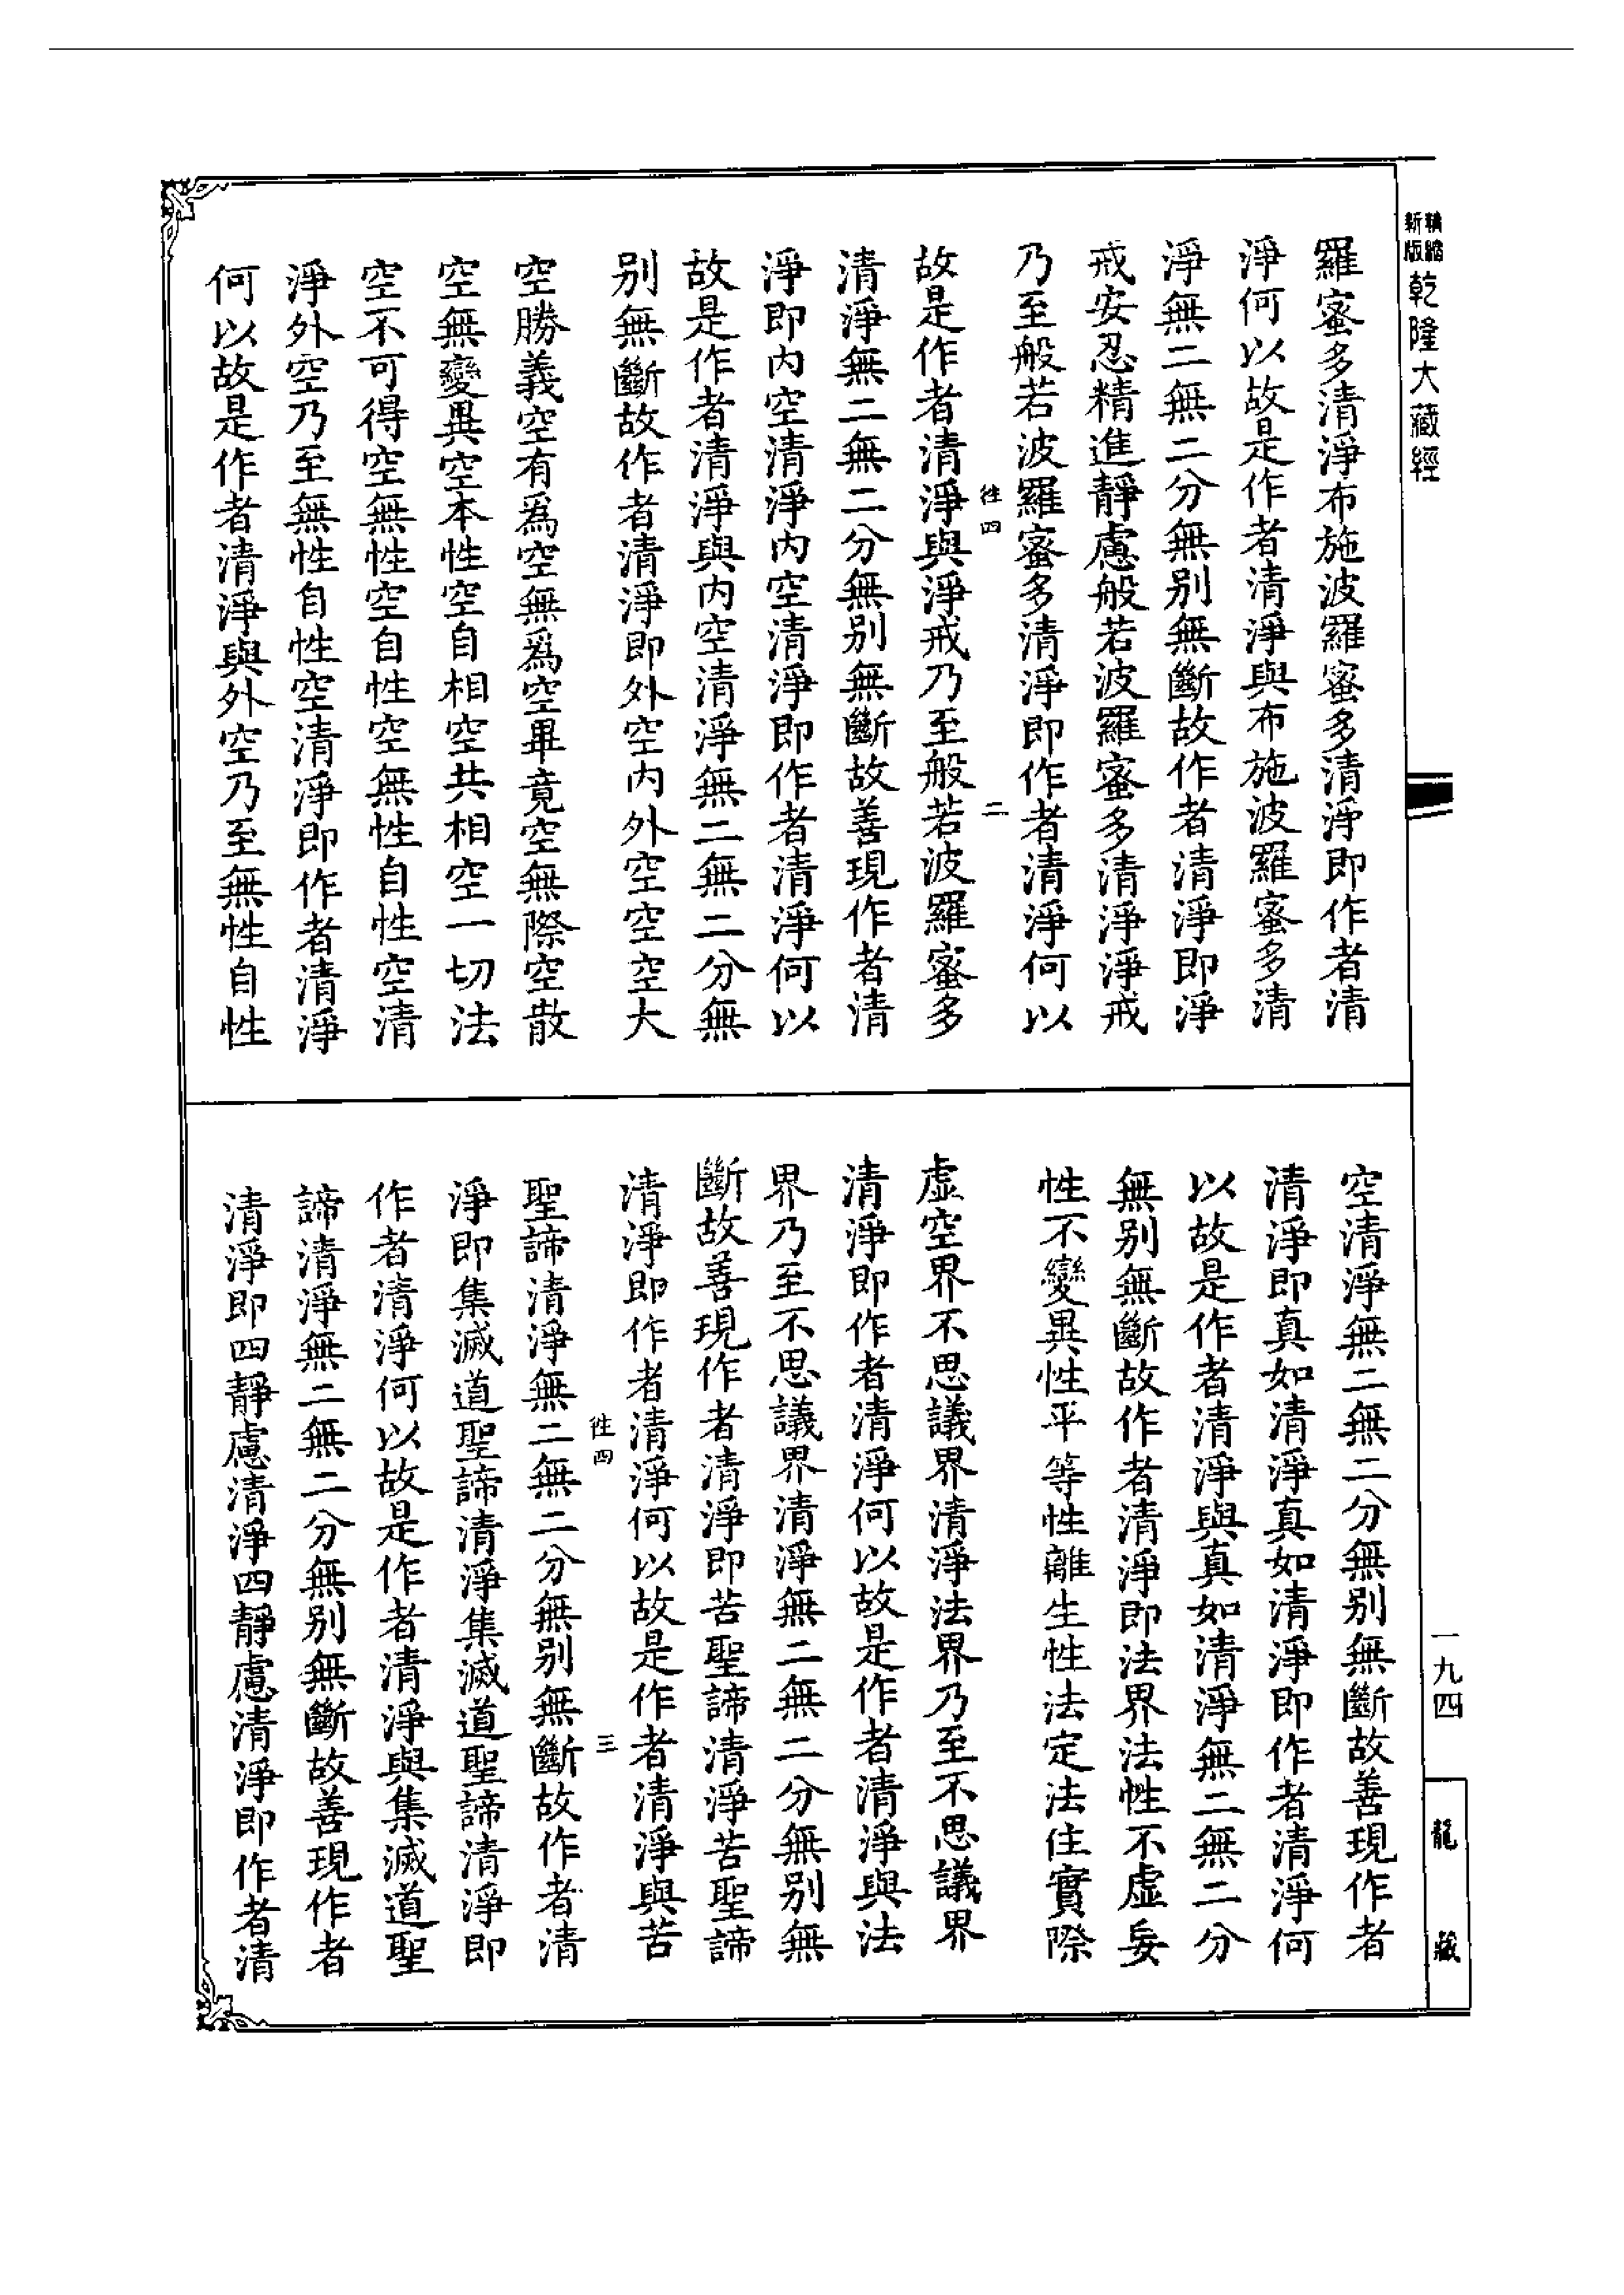 新版精縮乾隆大藏經
羅蜜多清淨布施波羅蜜多清淨即作者清
淨何以故是作者清淨與布施波羅蜜多清
淨無二無二分無別無斷故作者清淨即淨
戒安忍精進靜慮般若波羅蜜多清淨淨戒
乃至般若波羅蜜多清淨即作者清淨何以
往四
二
故是作者清淨與淨戒乃至般若波羅蜜多
清淨無二無二分無別無斷故善現作者清
淨即內空清淨內空清淨即作者清淨何以
故是作者清淨與內空清淨無二無二分無
別無斷故作者清淨即外空內外空空空大
空勝義空有為空無為空畢竟空無際空散
空無變異空本性空自相空共相空一切法
空不可得空無性空自性空無性自性空清
淨外空乃至無性自性空清淨即作者清淨
何以故是作者清淨與外空乃至無性自性
空清淨無二無二分無別無斷故善現作者
清淨即真如清淨真如清淨即作者清淨何
以故是作者清淨與真如清淨無二無二分
無別無斷故作者清淨即法界法性不虛妄
性不變異性平等性離生性法定法住實際
虛空界不思議界清淨法界乃至不思議界
清淨即作者清淨何以故是作者清淨與法
界乃至不思議界清淨無二無二分無別無
斷故善現作者清淨即苦聖諦清淨苦聖諦
清淨即作者清淨何以故是作者清淨與苦
往四
三
聖諦清淨無二無二分無別無斷故作者清
淨即集滅道聖諦清淨集滅道聖諦清淨即
作者清淨何以故是作者清淨與集滅道聖
諦清淨無二無二分無別無斷故善現作者
清淨即四靜慮清淨四靜慮清淨即作者清
一九四
龍藏